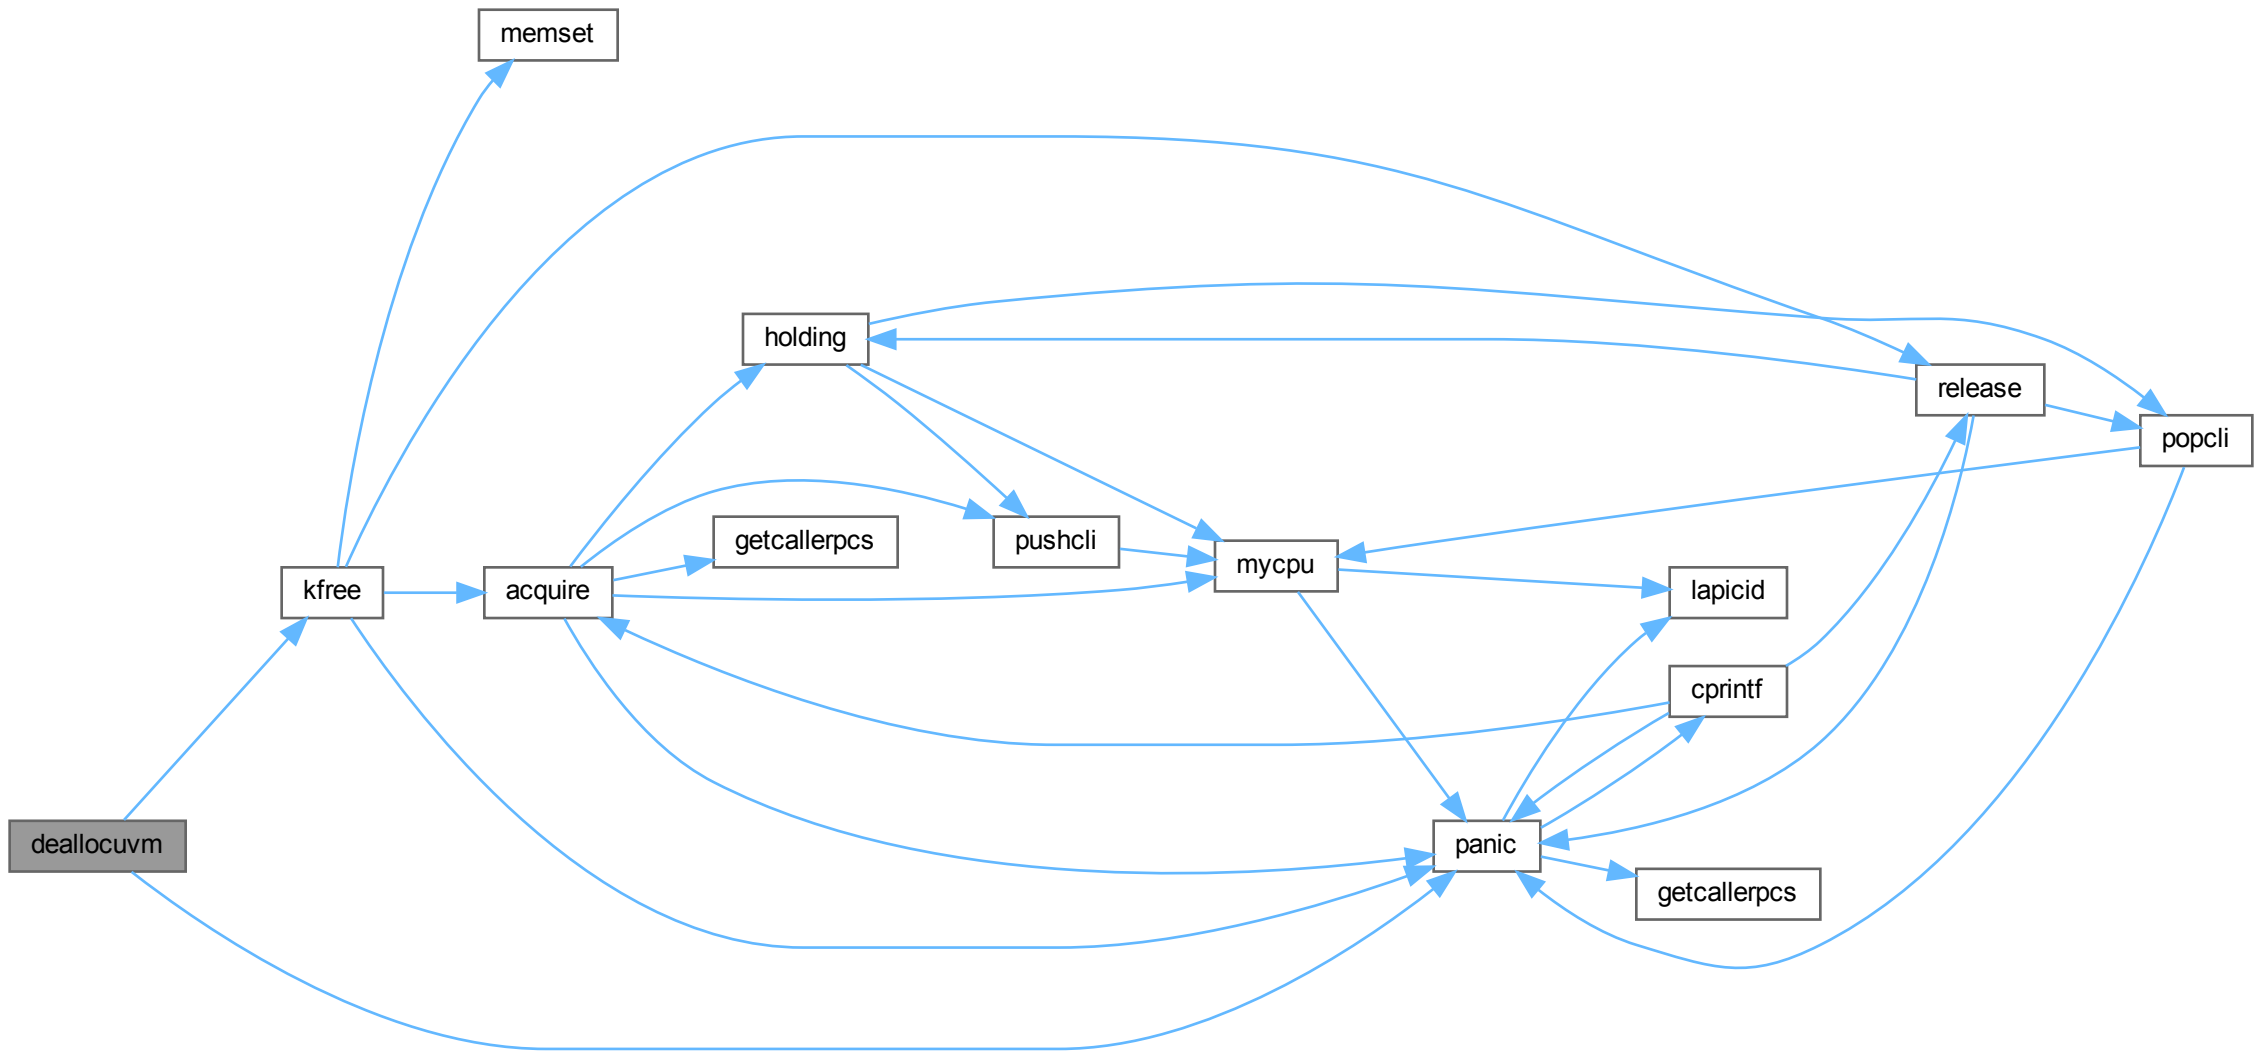 memset
holding
release
popcli
getcallerpcs
pushcli
mycpu
kfree
acquire
lapicid
cprintf
deallocuvm
panic
getcallerpcs